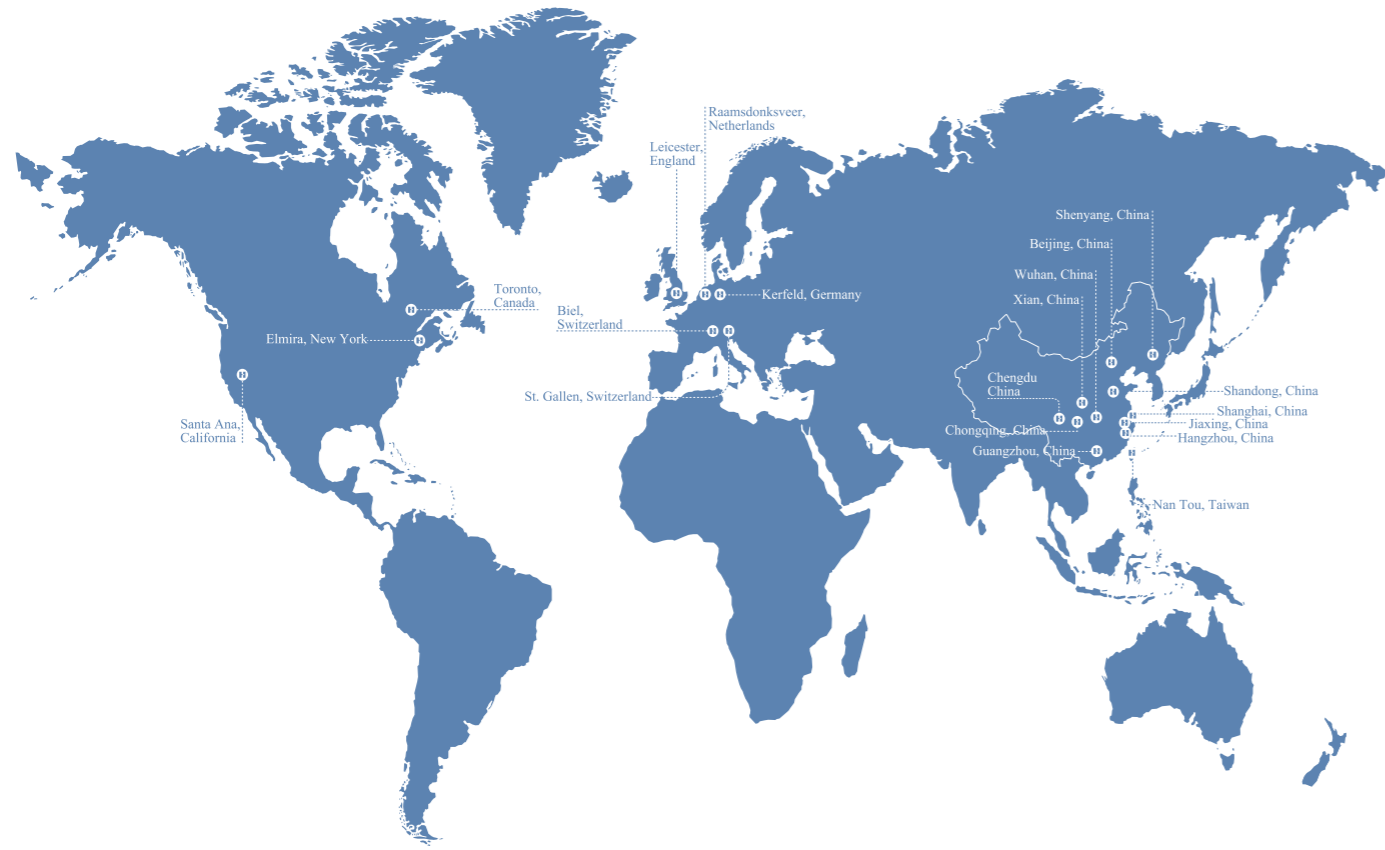 Raamsdonksveer,
Netherlands
Leicester,
England
Shenyang, China
Beijing, China
Wuhan, China
Xian, China
Toronto,
Canada
Kerfeld, Germany
Biel,
Switzerland
Elmira, New York
Chengdu
China
St. Gallen, Switzerland
Shandong, China
Shanghai, China
Santa Ana,
California
Jiaxing, China
Chongqing, China
Hangzhou, China
Guangzhou, China
Nan Tou, Taiwan